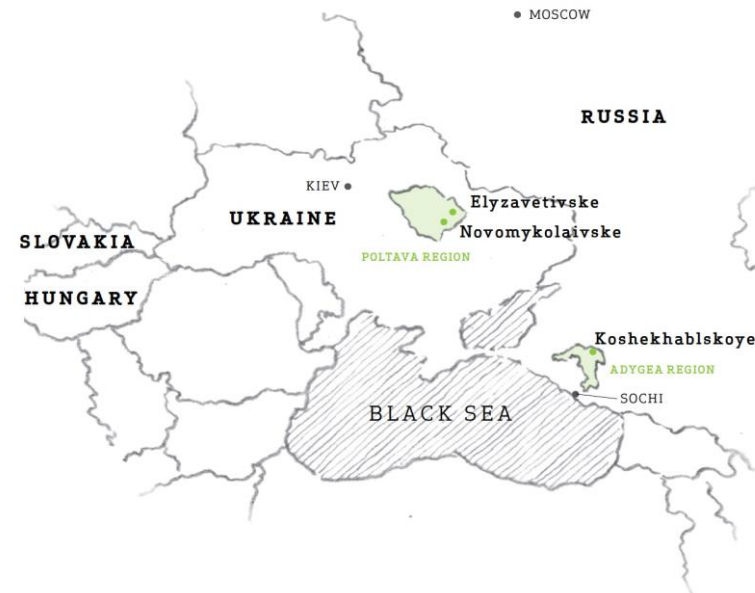 MOSCOW
RUSSIA
KIEV
Elyzavetivske
UKRAINE
Novomykolaivske
SLOVAKIA
POLTAVA REGION
HUNGARY
Koshekhablskoye
ADYGEA REGION
SOCHI
BLACK SEA